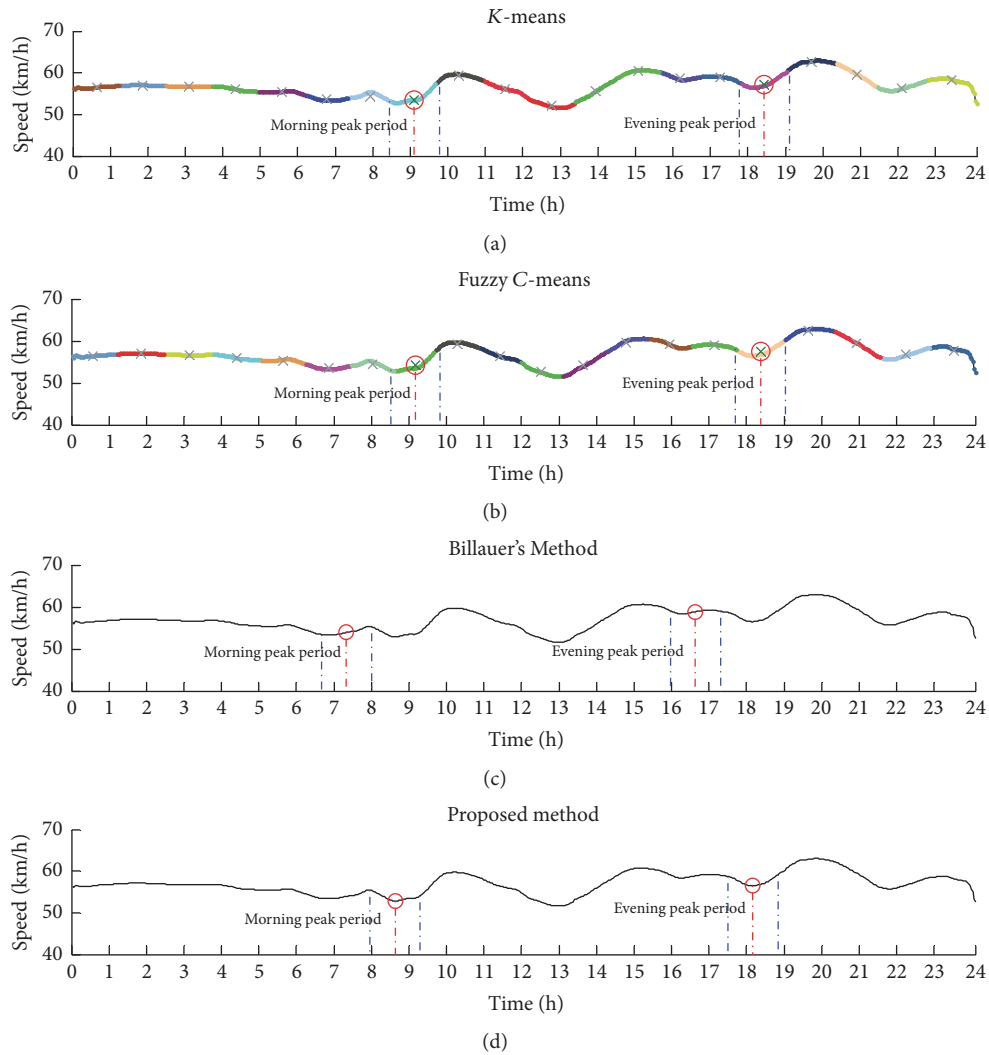 K-means
70
60
50
40
Speed (km/h)
Morning peak period
Evening peak period
0 1 2 3 4 5 6 7 8 9 10 11 12 13 14 15 16 17 18 19 20 21 22 23 24
Time (h)
(a)
Fuzzy C-means
70
60
50
40
Speed (km/h)
Morning peak period
Evening peak period
0 1 2 3 4 5 6 7 8 9 10 11 12 13 14 15 16 17 18 19 20 21 22 23 24
Time (h)
(b)
Billauer's Method
70
60
50
40
Speed (km/h)
Morning peak period
Evening peak period
0 1 2 3 4 5 6 7 8 9 10 11 12 13 14 15 16 17 18 19 20 21 22 23 24
Time (h)
(c)
Proposed method
70
60
50
40
Speed (km/h)
Morning peak period
Evening peak period
0 1 2 3 4 5 6 7 8 9 10 11 12 13 14 15 16 17 18 19 20 21 22 23 24
Time (h)
(d)